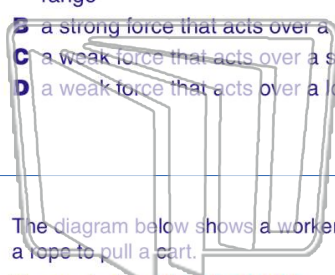 range
B a strong force that acts over a
C a weak force that acts over a s
D a weak force that acts over a lo
The diagram below shows a worker
a rope to pull a cart.